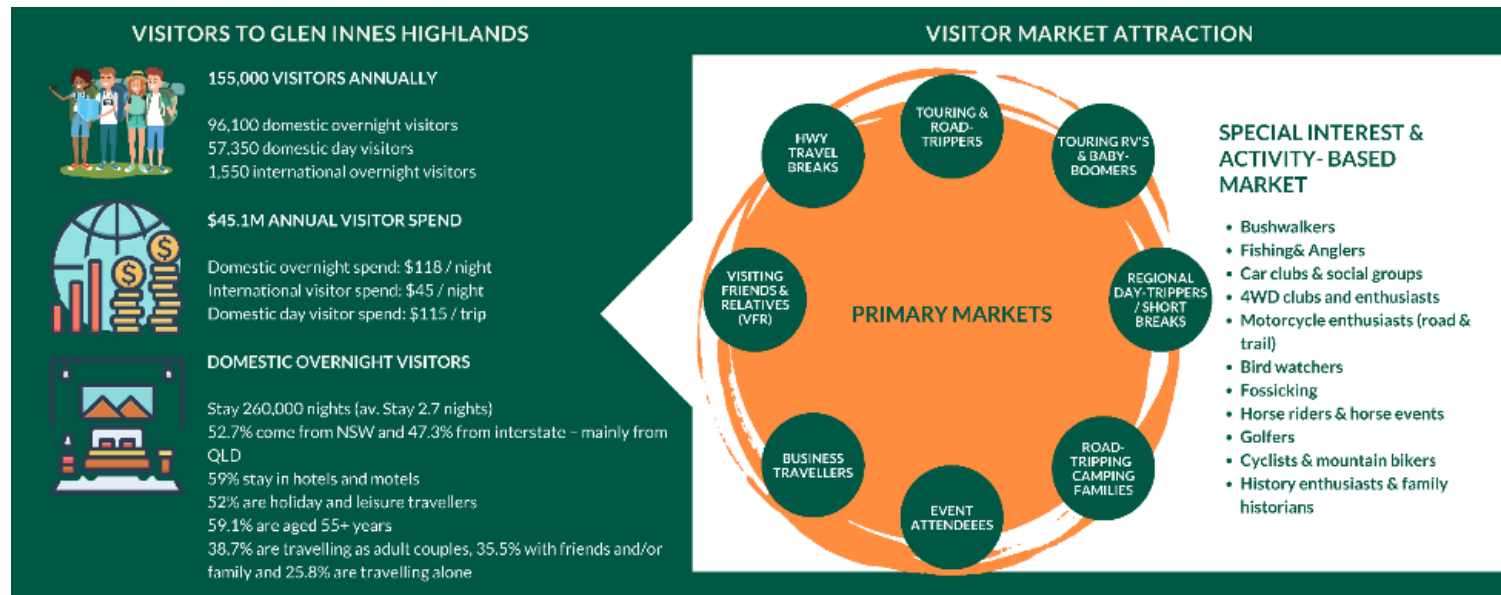 VISITORS TO GLEN INNES HIGHLANDS
155,000 VISITORS ANNUALLY
96,100 domestic overnight visitors
57,350 domestic day visitors
1,550 international overnight visitors
$45.1M ANNUAL VISITOR SPEND
Domestic overnight spend: $118 / night
International visitor spend: $45 / night
Domestic day visitor spend: $115 / trip
DOMESTIC OVERNIGHT VISITORS
Stay 260,000 nights (av. Stay 2.7 nights)
52.7% come from NSW and 47.3% from interstate – mainly from
QLD
59% stay in hotels and motels
52% are holiday and leisure travellers
59.1% are aged 55+ years
38.7% are travelling as adult couples, 35.5% with friends and/or
family and 25.8% are travelling alone
VISITOR MARKET ATTRACTION
TOURING &
ROAD-
TRIPPERS
HWY
TRAVEL
BREAKS
TOURING RV'S
& BABY-
BOOMERS
VISITING
FRIENDS &
RELATIVES
(VFR)
PRIMARY MARKETS
REGIONAL
DAY-TRIPPERS
/ SHORT
BREAKS
BUSINESS
TRAVELLERS
ROAD-
TRIPPING
CAMPING
FAMILIES
EVENT
ATTENDEEES
SPECIAL INTEREST &
ACTIVITY- BASED
MARKET
• Bushwalkers
• Fishing& Anglers
• Car clubs & social groups
• 4WD clubs and enthusiasts
• Motorcycle enthusiasts (road &
trail)
• Bird watchers
• Fossicking
• Horse riders & horse events
• Golfers
• Cyclists & mountain bikers
• History enthusiasts & family
historians